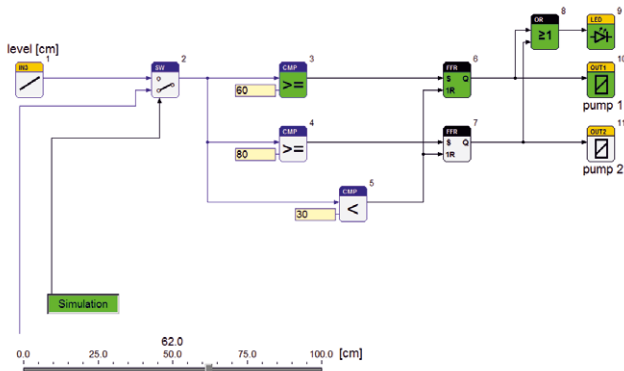 level [cm]
1
IN3
2
SW
3
CMP
60
>=
4
CMP
80
>=
5
CMP
30
<
6
FFR
S Q
1R
7
FFR
S Q
1R
8
OR
≥1
9
LED
10
OUT1
pump 1
11
OUT2
pump 2
Simulation
62.0
0.0 25.0 50.0 75.0 100.0 [cm]